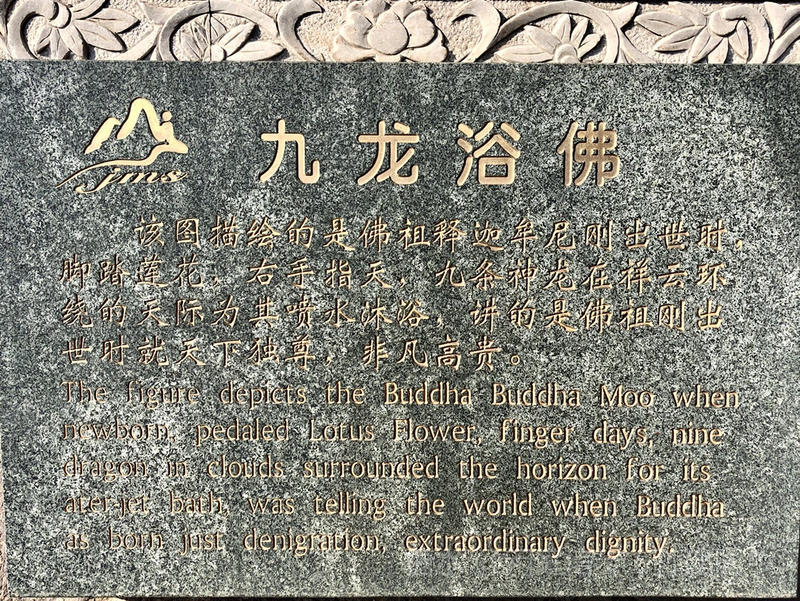 jms
九龙浴佛
该图描绘的是佛祖释迦牟尼刚出世时，
脚踏莲花，右手指天，九条神龙在祥云环
绕的天际为其喷水沐浴，讲的是佛祖刚出
世时就天下独尊，非凡高贵。
The figure depicts the Buddha Buddha Moo when
newborn, pedaled Lotus Flower, finger days, nine
dragon in clouds surrounded the horizon for its
ater-jet bath, was telling the world when Buddha
as born just denigration, extraordinary dignity.